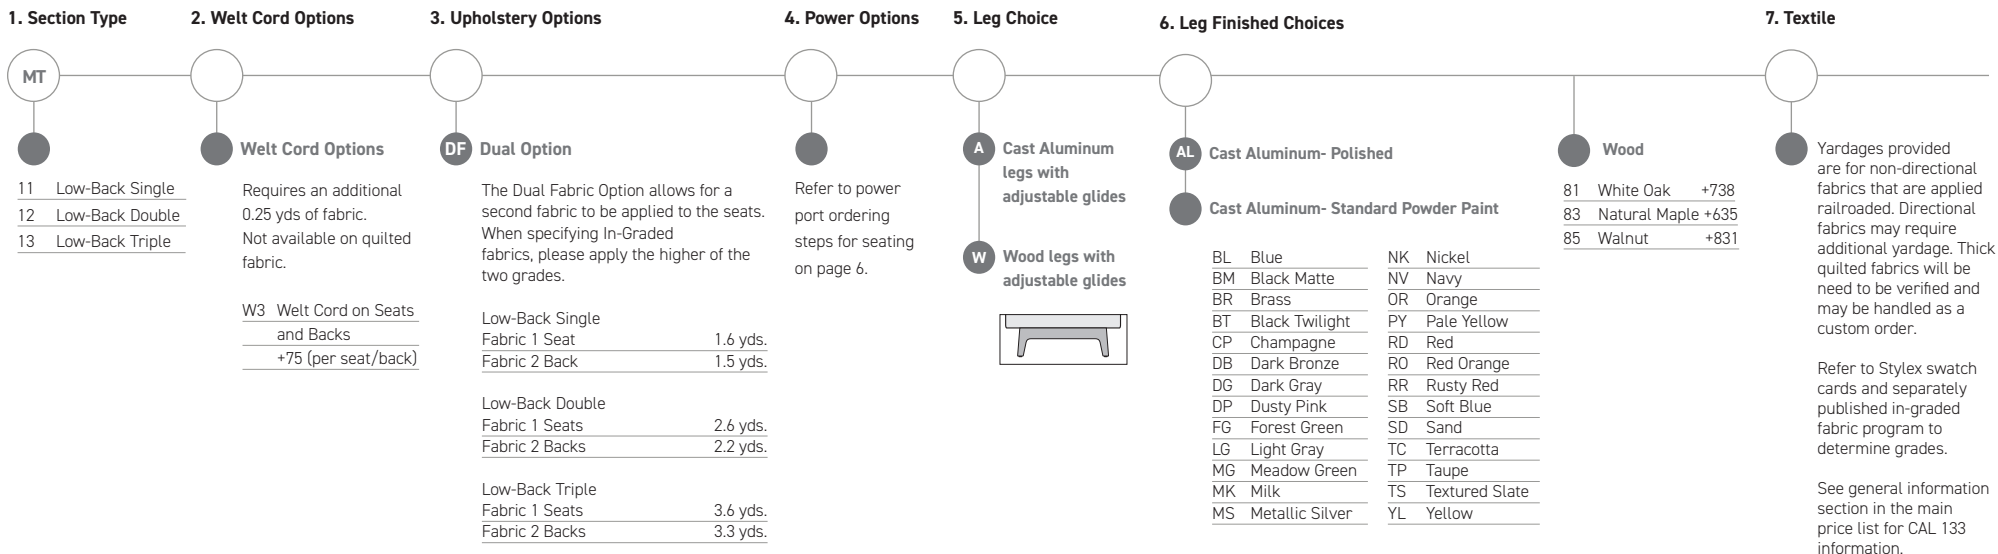 1. Section Type
MT
11 Low-Back Single
12 Low-Back Double
13 Low-Back Triple
2. Welt Cord Options
Welt Cord Options
Requires an additional
0.25 yds of fabric.
Not available on quilted
fabric.
W3 Welt Cord on Seats
and Backs
+75 (per seat/back)
3. Upholstery Options
DF Dual Option
The Dual Fabric Option allows for a
second fabric to be applied to the seats.
When specifying In-Graded
fabrics, please apply the higher of the
two grades.
Low-Back Single
Fabric 1 Seat 1.6 yds.
Fabric 2 Back 1.5 yds.
Low-Back Double
Fabric 1 Seats 2.6 yds.
Fabric 2 Backs 2.2 yds.
Low-Back Triple
Fabric 1 Seats 3.6 yds.
Fabric 2 Backs 3.3 yds.
4. Power Options
Refer to power
port ordering
steps for seating
on page 6.
5. Leg Choice
A Cast Aluminum
legs with
adjustable glides
W Wood legs with
adjustable glides
6. Leg Finished Choices
AL Cast Aluminum- Polished
Cast Aluminum- Standard Powder Paint
BL Blue
BM Black Matte
BR Brass
BT Black Twilight
CP Champagne
DB Dark Bronze
DG Dark Gray
DP Dusty Pink
FG Forest Green
LG Light Gray
MG Meadow Green
MK Milk
MS Metallic Silver
NK Nickel
NV Navy
OR Orange
PY Pale Yellow
RD Red
RO Red Orange
RR Rusty Red
SB Soft Blue
SD Sand
TC Terracotta
TP Taupe
TS Textured Slate
YL Yellow
Wood
81 White Oak +738
83 Natural Maple +635
85 Walnut +831
7. Textile
Yardages provided
are for non-directional
fabrics that are applied
railroaded. Directional
fabrics may require
additional yardage. Thick
quilted fabrics will be
need to be verified and
may be handled as a
custom order.
Refer to Stylex swatch
cards and separately
published in-graded
fabric program to
determine grades.
See general information
section in the main
price list for CAL 133
information.